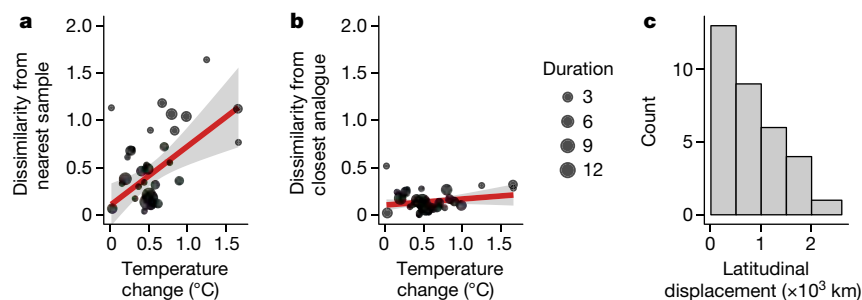 a
2.0
1.5
1.0
0.5
0
0 0.5 1.0 1.5
Dissimilarity from
nearest sample
Temperature
change (°C)
b
2.0
1.5
1.0
0.5
0
0 0.5 1.0 1.5
Dissimilarity from
closest analogue
Temperature
change (°C)
Duration
3
6
9
12
c
10
5
0
0 1 2
Count
Latitudinal
displacement (×10³ km)